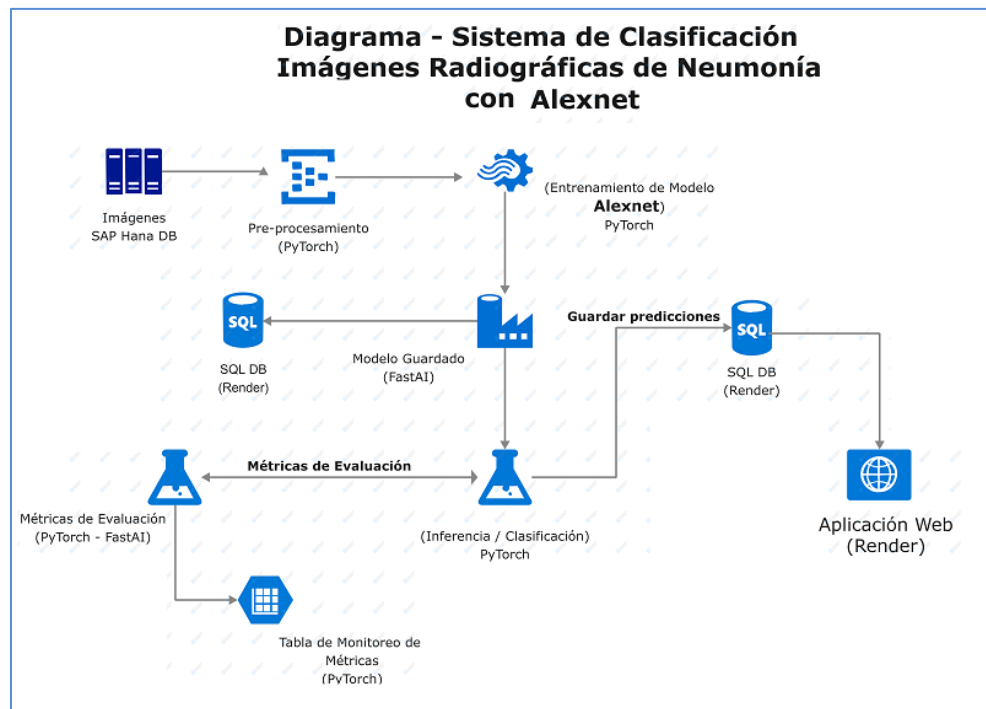 Diagrama - Sistema de Clasificación
Imágenes Radiográficas de Neumonía
con Alexnet
Imágenes
SAP Hana DB
Pre-procesamiento
(PyTorch)
(Entrenamiento de Modelo
Alexnet)
PyTorch
SQL
SQL DB
(Render)
Modelo Guardado
(FastAI)
Guardar predicciones
SQL
SQL DB
(Render)
Métricas de Evaluación
Métricas de Evaluación
(PyTorch - FastAI)
(Inferencia / Clasificación)
PyTorch
Aplicación Web
(Render)
Tabla de Monitoreo de
Métricas
(PyTorch)